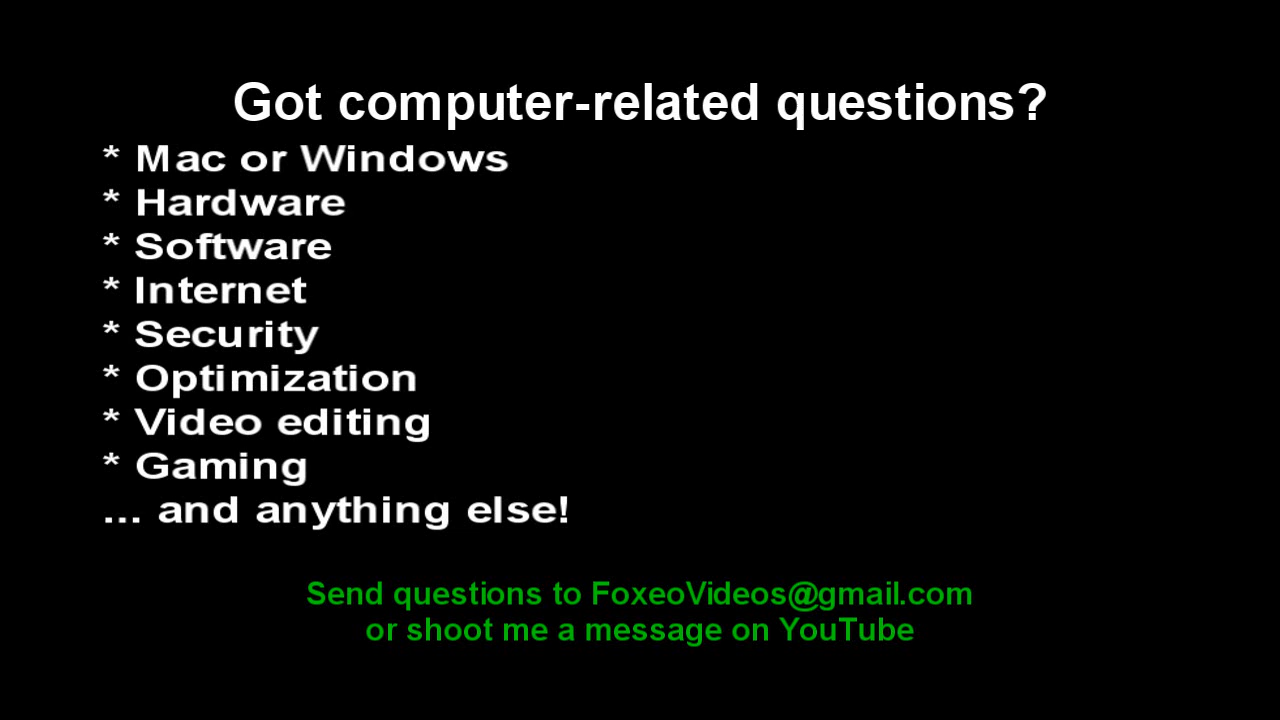 Got computer-related questions?
* Mac or Windows
* Hardware
* Software
* Internet
* Security
* Optimization
* Video editing
* Gaming
... and anything else!
Send questions to FoxeoVideos@gmail.com
or shoot me a message on YouTube